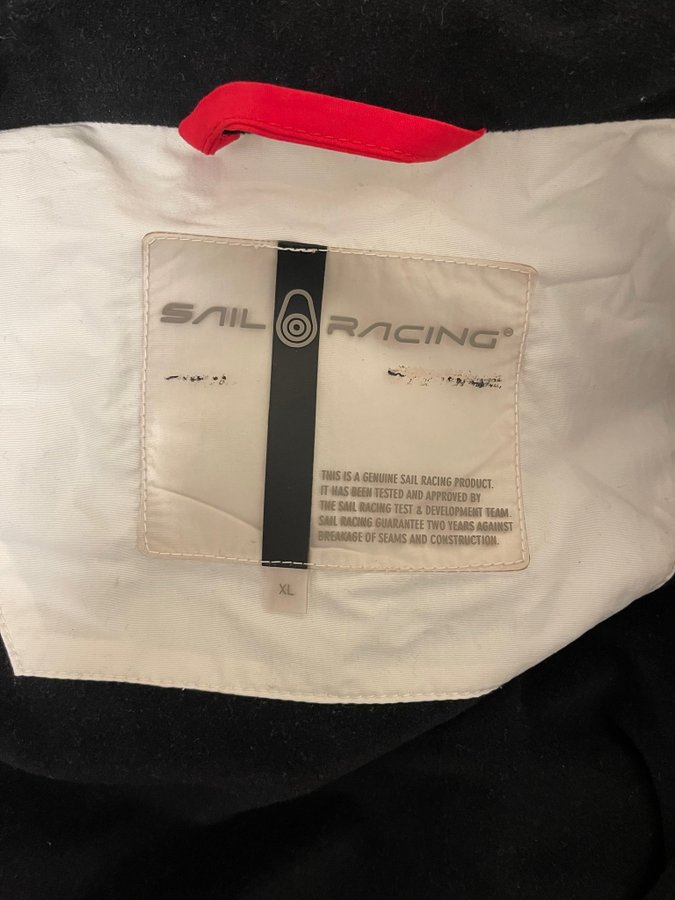 SAIL RACING®
THIS IS A GENUINE SAIL RACING PRODUCT.
IT HAS BEEN TESTED AND APPROVED BY
THE SAIL RACING TEST & DEVELOPMENT TEAM.
SAIL RACING GUARANTEE TWO YEARS AGAINST
BREAKAGE OF SEAMS AND CONSTRUCTION.
XL